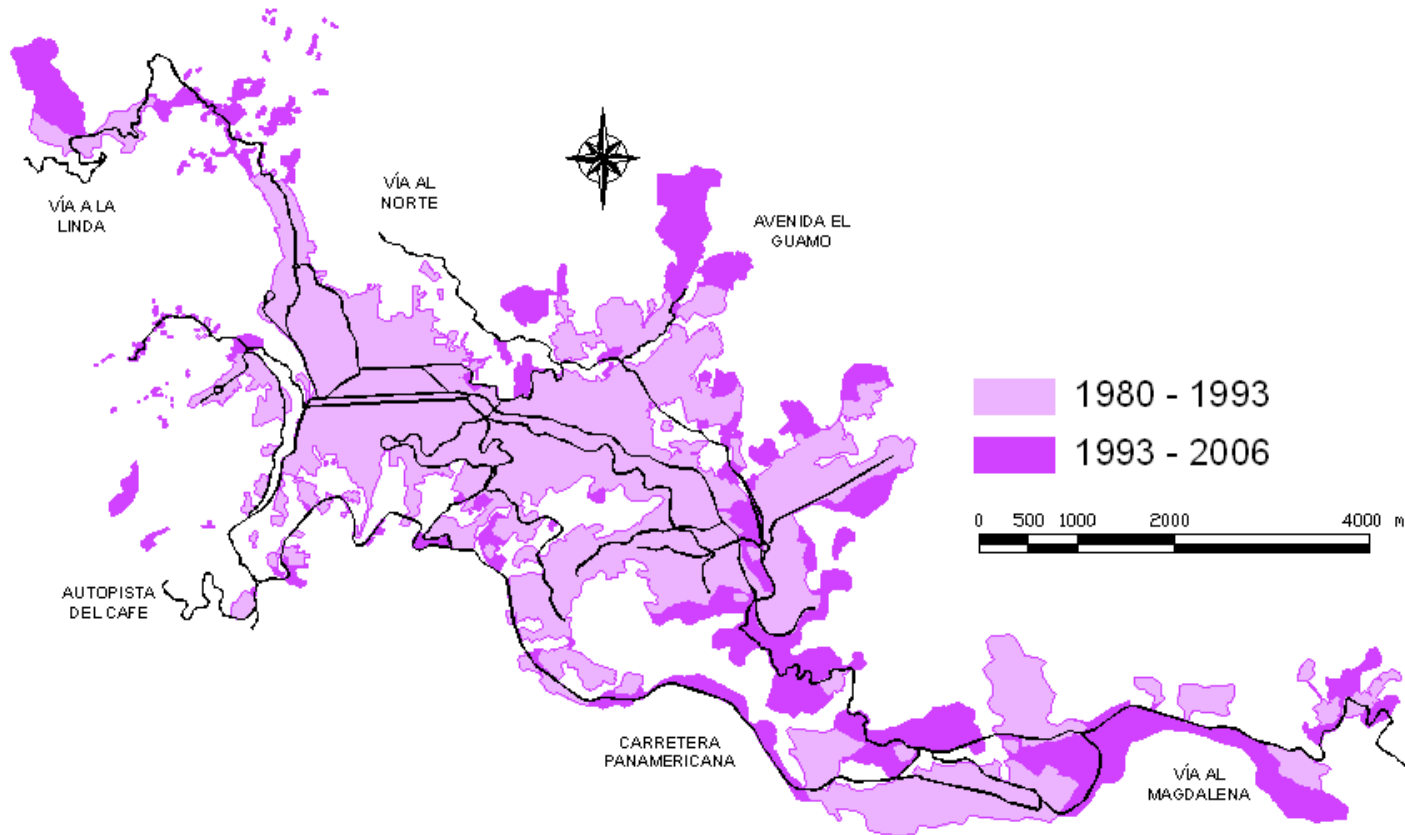 VÍA A LA
LINDA
VÍA AL
NORTE
AVENIDA EL
GUAMO
1980 - 1993
1993 - 2006
0 500 1000 2000 4000 m
AUTOPISTA
DEL CAFE
CARRETERA
PANAMERICANA
VÍA AL
MAGDALENA